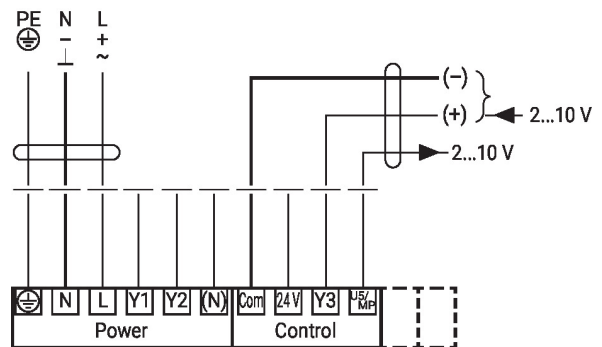 PE N L
⏚ − +
⊥ ~
(−)
(+) 2...10 V
2...10 V
N L Y1 Y2 (N) Com 24V Y3 U5/MP
Power Control